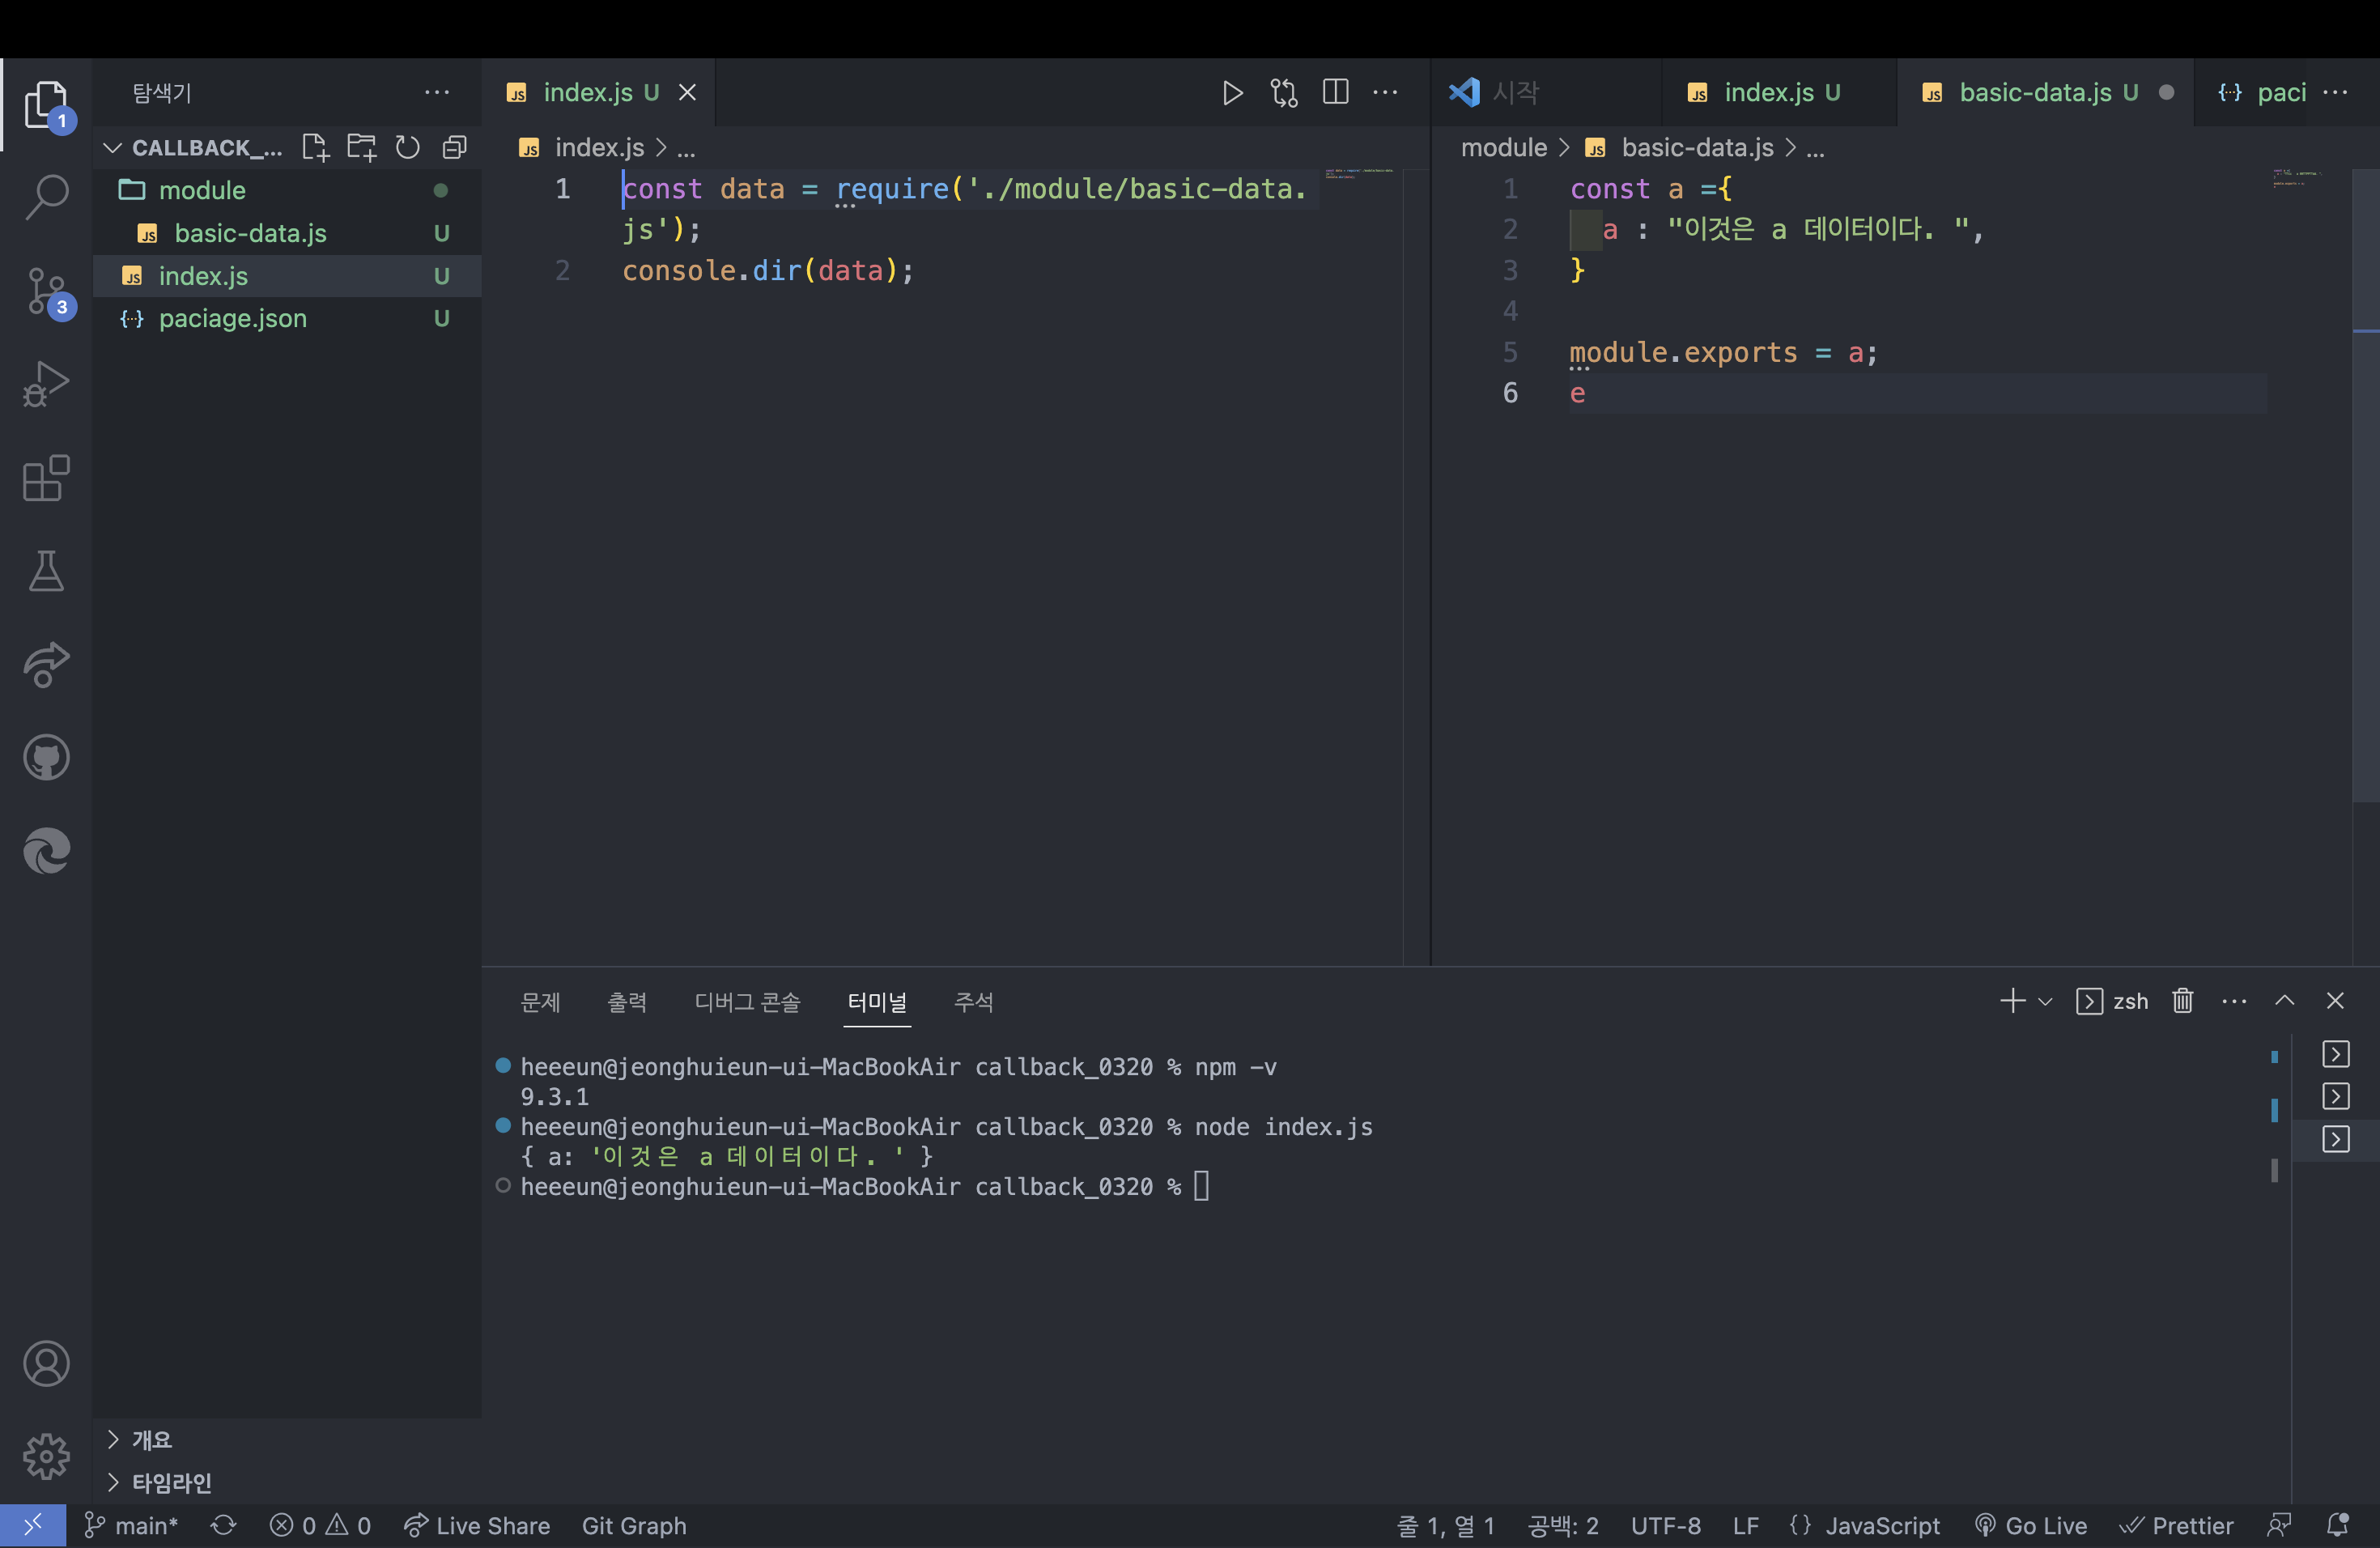 탐색기
CALLBACK_...
module
basic-data.js U
index.js U
paciage.json U
개요
타임라인
index.js U
index.js > ...
1 const data = require('./module/basic-data.
js');
2 console.dir(data);
시작
index.js U
basic-data.js U
paci
module > basic-data.js > ...
1 const a ={
2 a : "이것은 a 데이터이다. ",
3 }
4
5 module.exports = a;
6 e
문제 출력 디버그 콘솔 터미널 주석
zsh
heeeun@jeonghuieun-ui-MacBookAir callback_0320 % npm -v
9.3.1
heeeun@jeonghuieun-ui-MacBookAir callback_0320 % node index.js
{ a: '이것은 a 데이터이다. ' }
heeeun@jeonghuieun-ui-MacBookAir callback_0320 %
1
3
main* 0 0 Live Share Git Graph 줄 1, 열 1 공백: 2 UTF-8 LF {} JavaScript Go Live Prettier